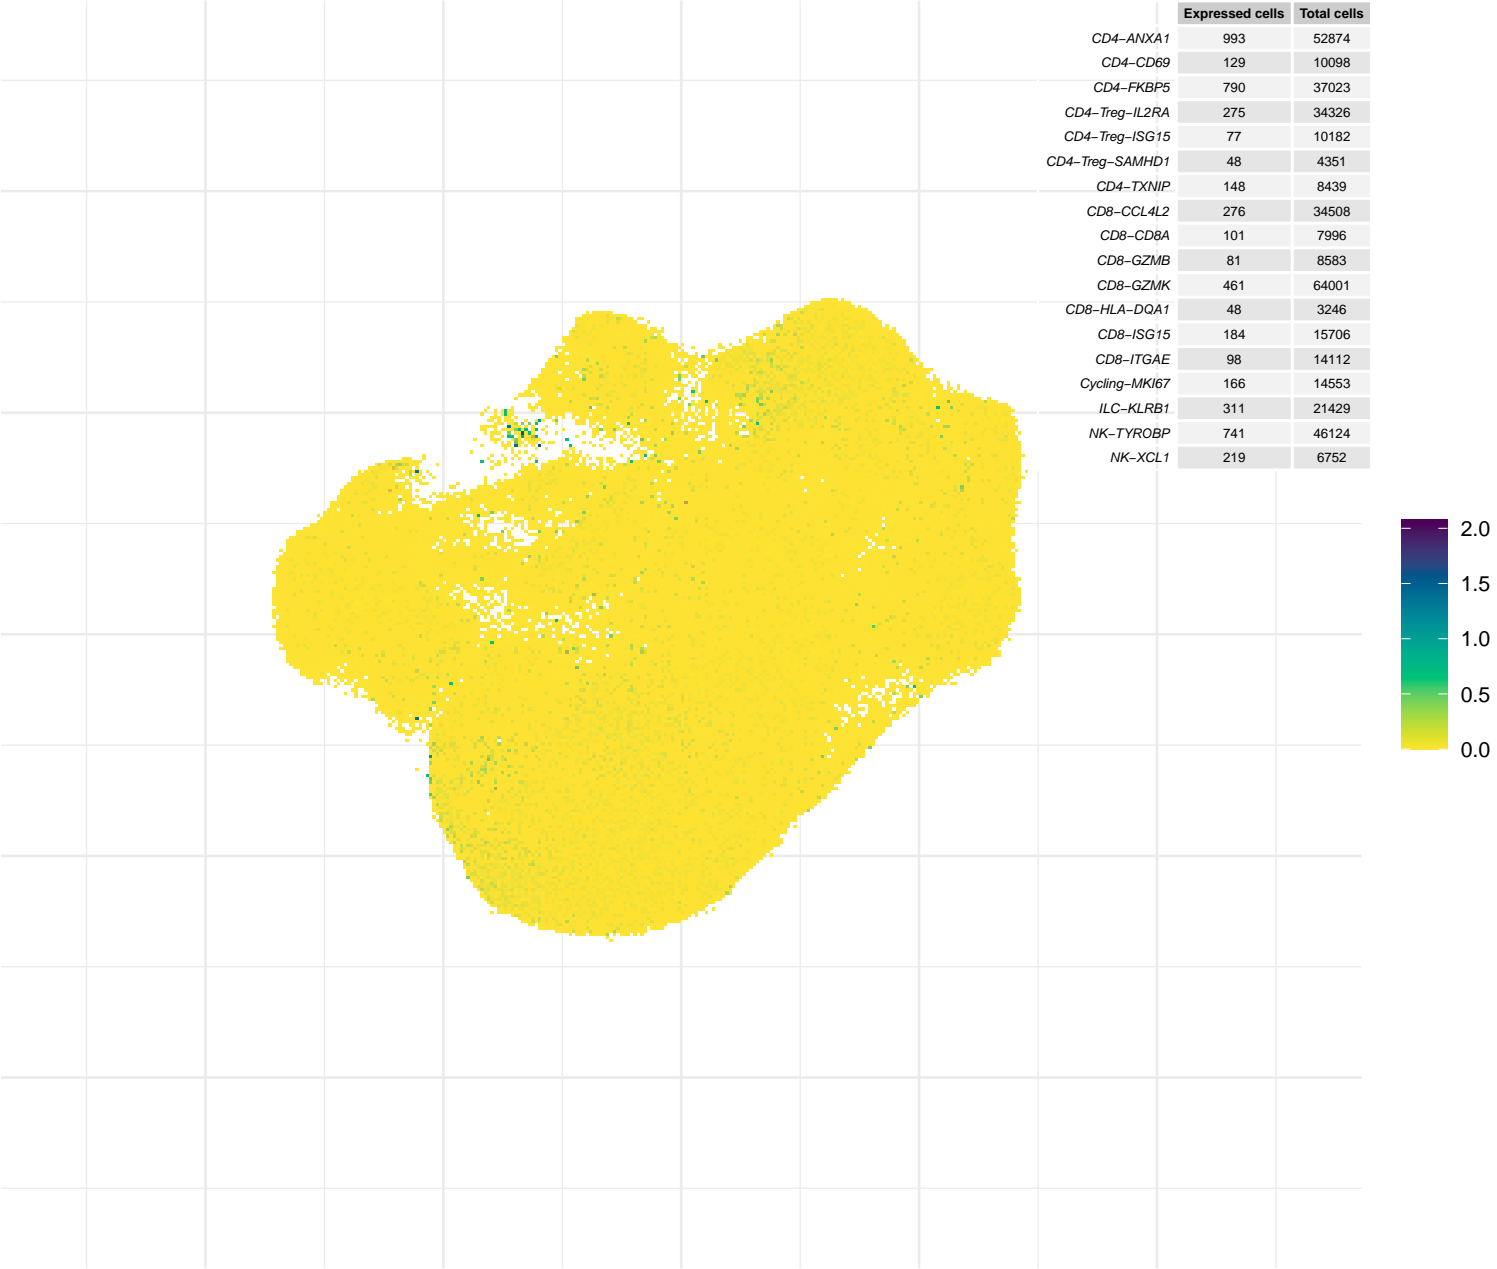 Expressed cells Total cells
CD4−ANXA1 993 52874
CD4−CD69 129 10098
CD4−FKBP5 790 37023
CD4−Treg−IL2RA 275 34326
CD4−Treg−ISG15 77 10182
CD4−Treg−SAMHD1 48 4351
CD4−TXNIP 148 8439
CD8−CCL4L2 276 34508
CD8−CD8A 101 7996
CD8−GZMB 81 8583
CD8−GZMK 461 64001
CD8−HLA−DQA1 48 3246
CD8−ISG15 184 15706
CD8−ITGAE 98 14112
Cycling−MKI67 166 14553
ILC−KLRB1 311 21429
NK−TYROBP 741 46124
NK−XCL1 219 6752
2.0
1.5
1.0
0.5
0.0